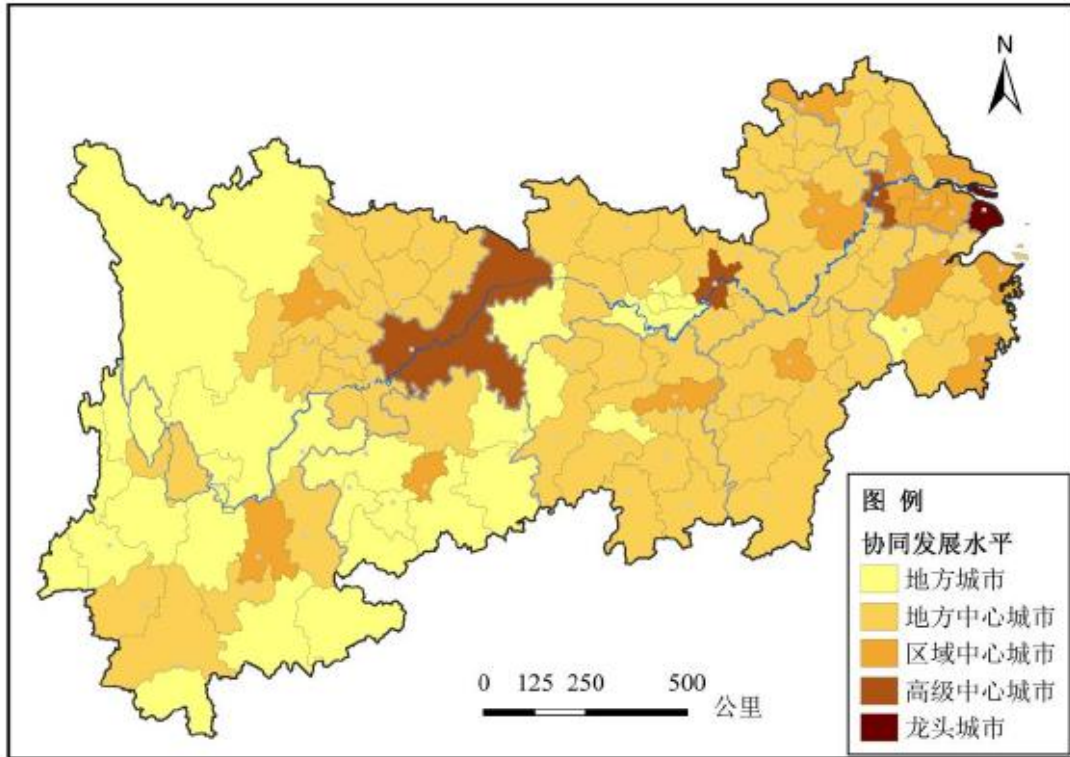 N
图 例
协同发展水平
地方城市
地方中心城市
区域中心城市
高级中心城市
龙头城市
0 125 250 500 公里